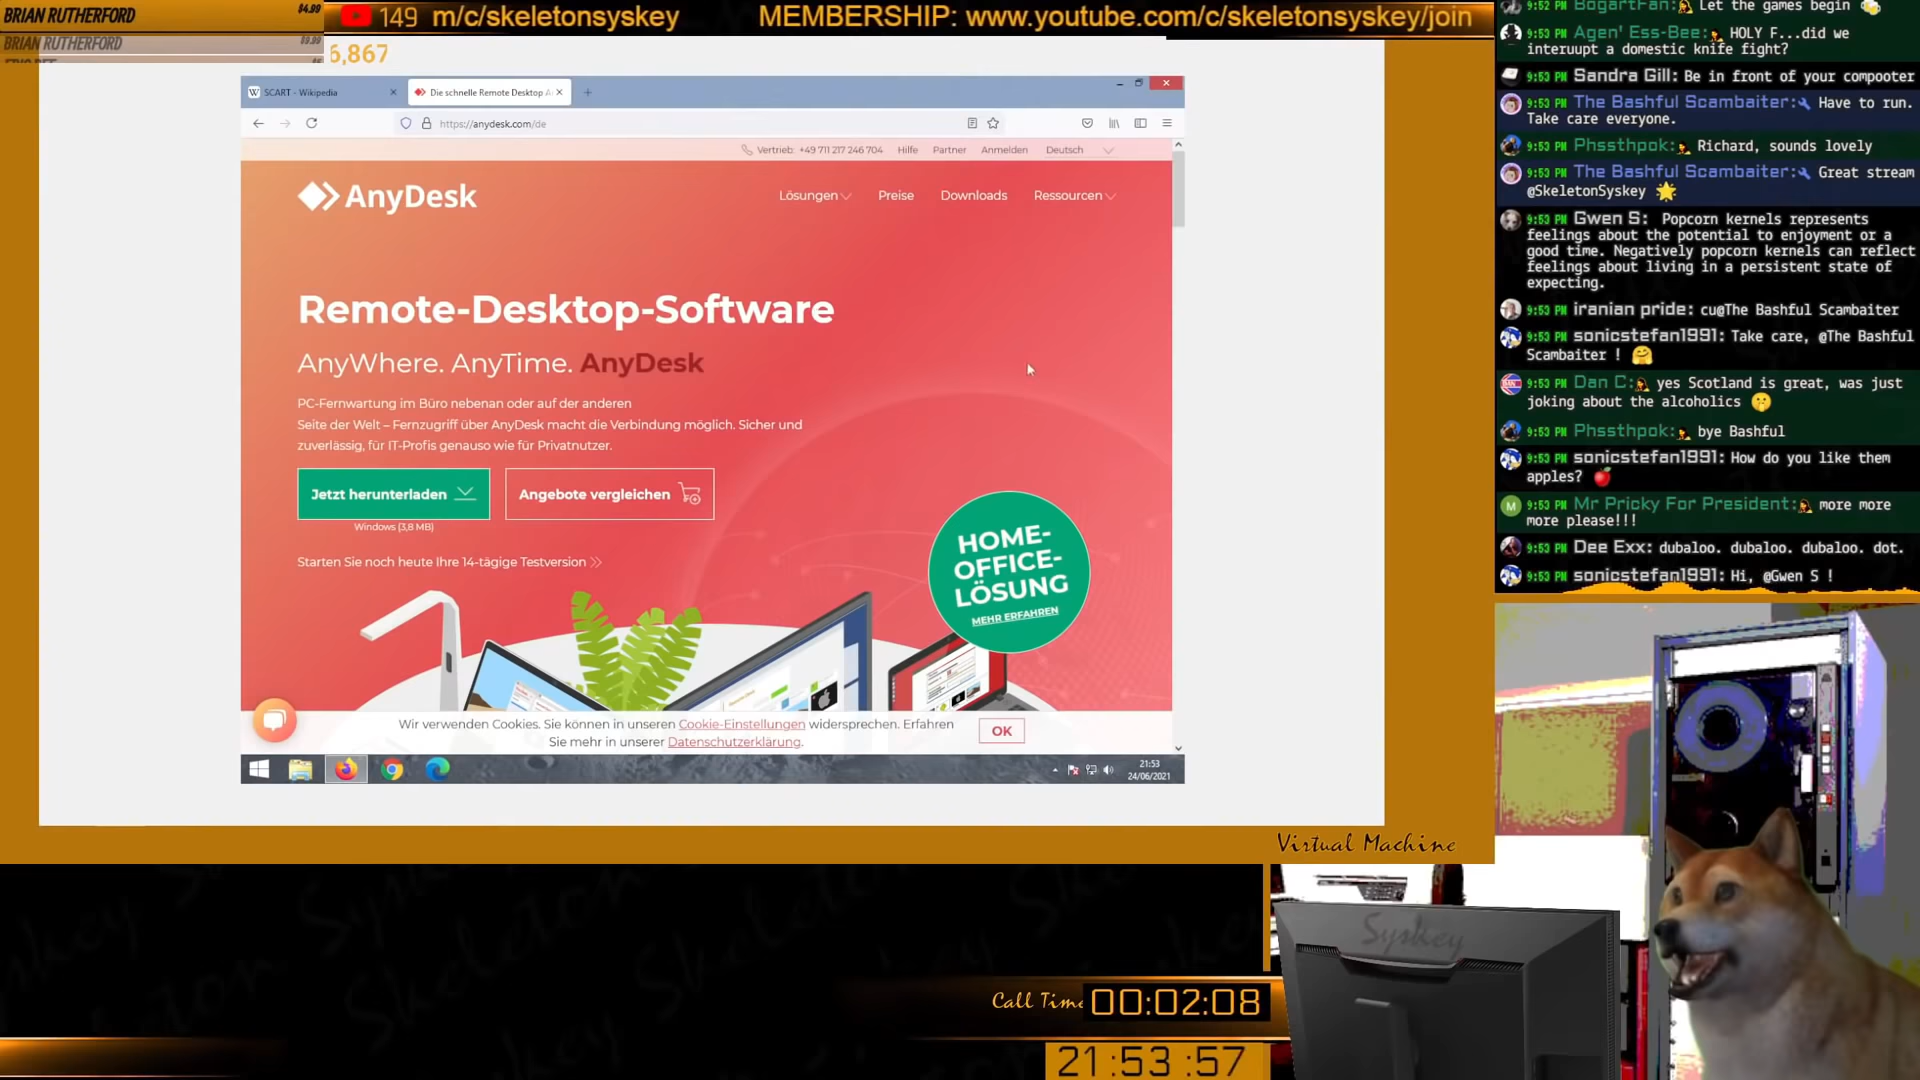 BRIAN RUTHERFORD $4.99
BRIAN RUTHERFORD $9.99
149 m/c/skeletonsyskey
MEMBERSHIP: www.youtube.com/c/skeletonsyskey/join
6,867
SCART - Wikipedia
Die schnelle Remote Desktop A
https://anydesk.com/de
Vertrieb: +49 711 217 246 704 Hilfe Partner Anmelden Deutsch
AnyDesk
Lösungen Preise Downloads Ressourcen
Remote-Desktop-Software
AnyWhere. AnyTime. AnyDesk
PC-Fernwartung im Büro nebenan oder auf der anderen
Seite der Welt – Fernzugriff über AnyDesk macht die Verbindung möglich. Sicher und
zuverlässig, für IT-Profis genauso wie für Privatnutzer.
Jetzt herunterladen
Angebote vergleichen
Windows (3,8 MB)
Starten Sie noch heute Ihre 14-tägige Testversion
HOME-
OFFICE-
LÖSUNG
MEHR ERFAHREN
Wir verwenden Cookies. Sie können in unseren Cookie-Einstellungen widersprechen. Erfahren
Sie mehr in unserer Datenschutzerklärung.
OK
21:53
24/06/2021
Virtual Machine
9:52 PM BogartFan: Let the games begin
9:53 PM Agen' Ess-Bee: HOLY F...did we
interuupt a domestic knife fight?
9:53 PM Sandra Gill: Be in front of your compooter
9:53 PM The Bashful Scambaiter: Have to run.
Take care everyone.
9:53 PM Phssthpok: Richard, sounds lovely
9:53 PM The Bashful Scambaiter: Great stream
@SkeletonSyskey
9:53 PM Gwen S: Popcorn kernels represents
feelings about the potential to enjoyment or a
good time. Negatively popcorn kernels can reflect
feelings about living in a persistent state of
expecting.
9:53 PM iranian pride: cu@The Bashful Scambaiter
9:53 PM sonicstefan1991: Take care, @The Bashful
Scambaiter !
9:53 PM Dan C: yes Scotland is great, was just
joking about the alcoholics
9:53 PM Phssthpok: bye Bashful
9:53 PM sonicstefan1991: How do you like them
apples?
M 9:53 PM Mr Pricky For President: more more
more please!!!
9:53 PM Dee Exx: dubaloo. dubaloo. dubaloo. dot.
9:53 PM sonicstefan1991: Hi, @Gwen S !
Syskey
Call Time
00:02:08
21:53:57